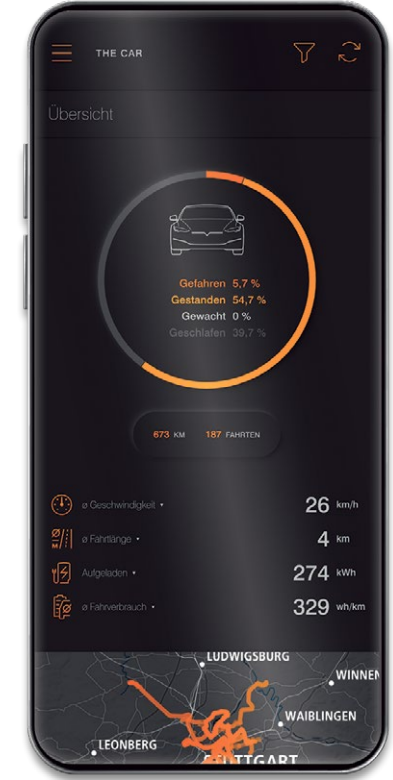 THE CAR
Übersicht
Gefahren 5,7 %
Gestanden 54,7 %
Gewacht 0 %
Geschlafen 39,7 %
673 KM 187 FAHRTEN
ø Geschwindigkeit • 26 km/h
ø Fahrtlänge • 4 km
Aufgeladen • 274 kWh
ø Fahrverbrauch • 329 wh/km
LUDWIGSBURG
WINNEN
WAIBLINGEN
LEONBERG
STUTTGART